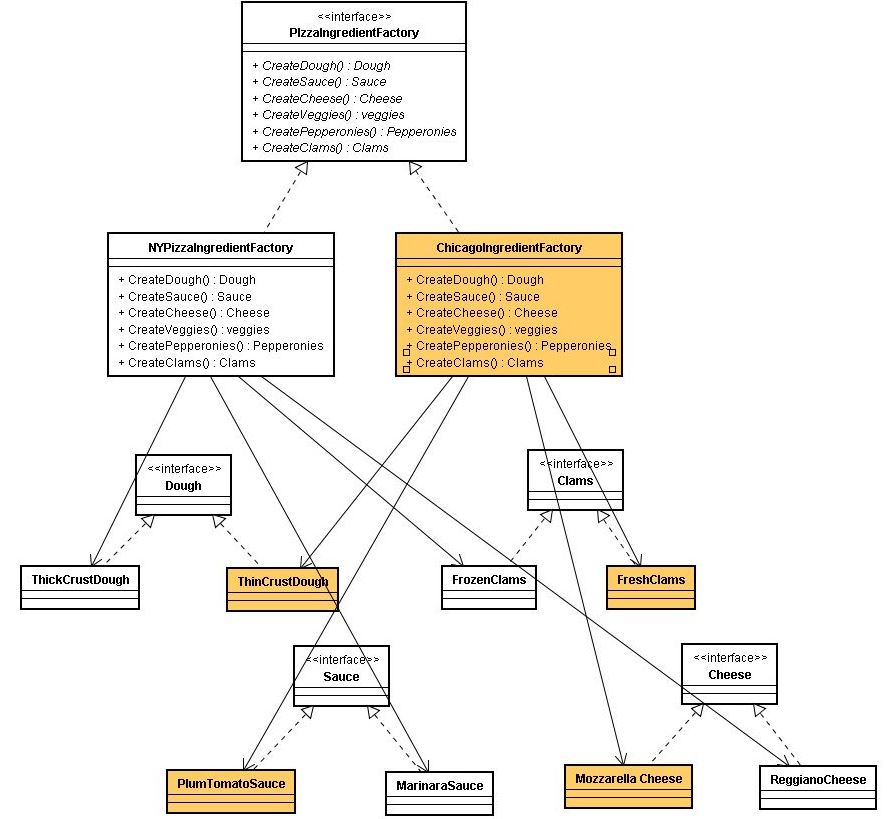 <<interface>>
PIzzaIngredientFactory
+ CreateDough() : Dough
+ CreateSauce() : Sauce
+ CreateCheese() : Cheese
+ CreateVeggies() : veggies
+ CreatePepperonies() : Pepperonies
+ CreateClams() : Clams
NYPizzaIngredientFactory
+ CreateDough() : Dough
+ CreateSauce() : Sauce
+ CreateCheese() : Cheese
+ CreateVeggies() : veggies
+ CreatePepperonies() : Pepperonies
+ CreateClams() : Clams
ChicagoIngredientFactory
+ CreateDough() : Dough
+ CreateSauce() : Sauce
+ CreateCheese() : Cheese
+ CreateVeggies() : veggies
+ CreatePepperonies() : Pepperonies
+ CreateClams() : Clams
<<interface>>
Dough
<<interface>>
Clams
ThickCrustDough
ThinCrustDough
FrozenClams
FreshClams
<<interface>>
Sauce
<<interface>>
Cheese
PlumTomatoSauce
MarinaraSauce
Mozzarella Cheese
ReggianoCheese